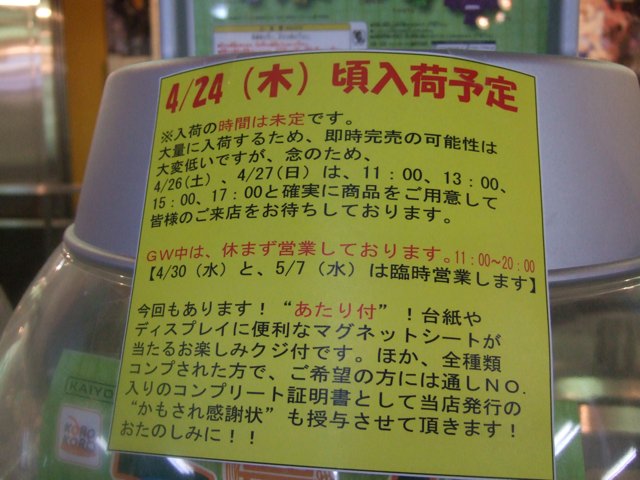 4/24（木）頃入荷予定
※入荷の時間は未定です。
大量に入荷するため、即時完売の可能性は
大変低いですが、念のため、
4/26(土)、4/27(日）は、11：00、13：00、
15：00、17：00と確実に商品をご用意して
皆様のご来店をお待ちしております。
GW中は、休まず営業しております。11:00～20:00
【4/30（水）と、5/7（水）は臨時営業します】
今回もあります！“あたり付”！台紙や
ディスプレイに便利なマグネットシートが
当たるお楽しみクジ付です。ほか、全種類
コンプされた方で、ご希望の方には通しNO.
入りのコンプリート証明書として当店発行の
“かもされ感謝状”も授与させて頂きます！
おたのしみに！！
KAIYO